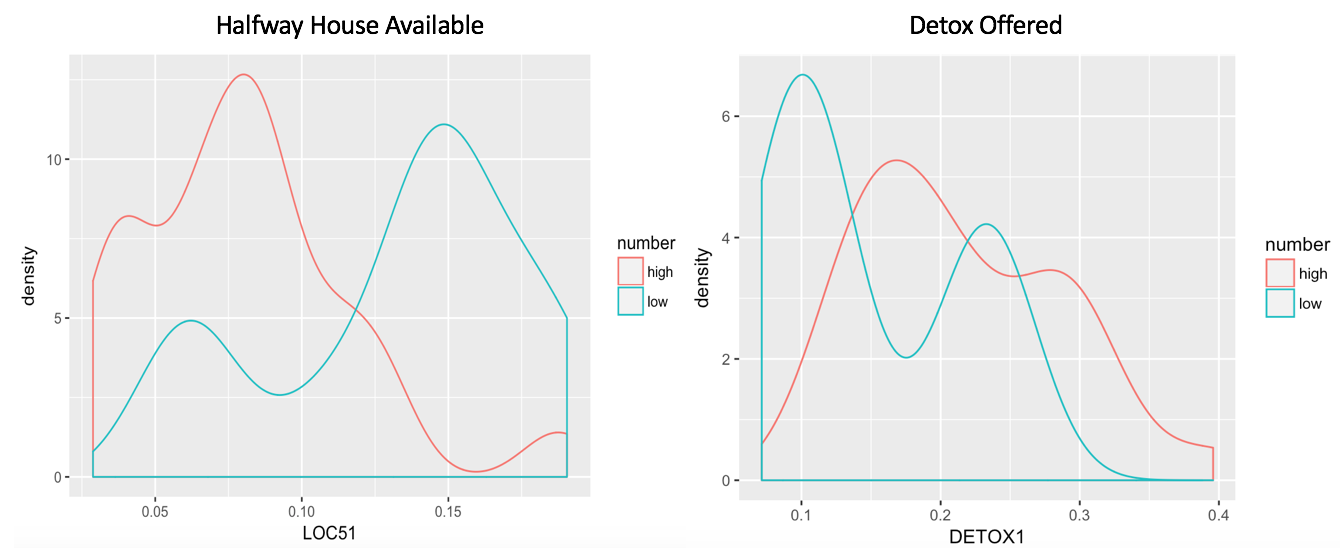 Halfway House Available
density
10
5
0
0.05 0.10 0.15
LOC51
number
high
low
Detox Offered
density
6
4
2
0
0.1 0.2 0.3 0.4
DETOX1
number
high
low